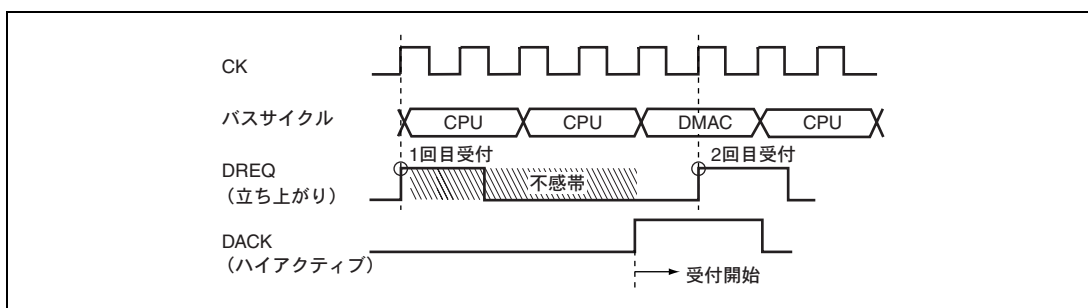 CK
バスサイクル
CPU
CPU
DMAC
CPU
1回目受付
2回目受付
DREQ
(立ち上がり)
不感帯
DACK
(ハイアクティブ)
受付開始